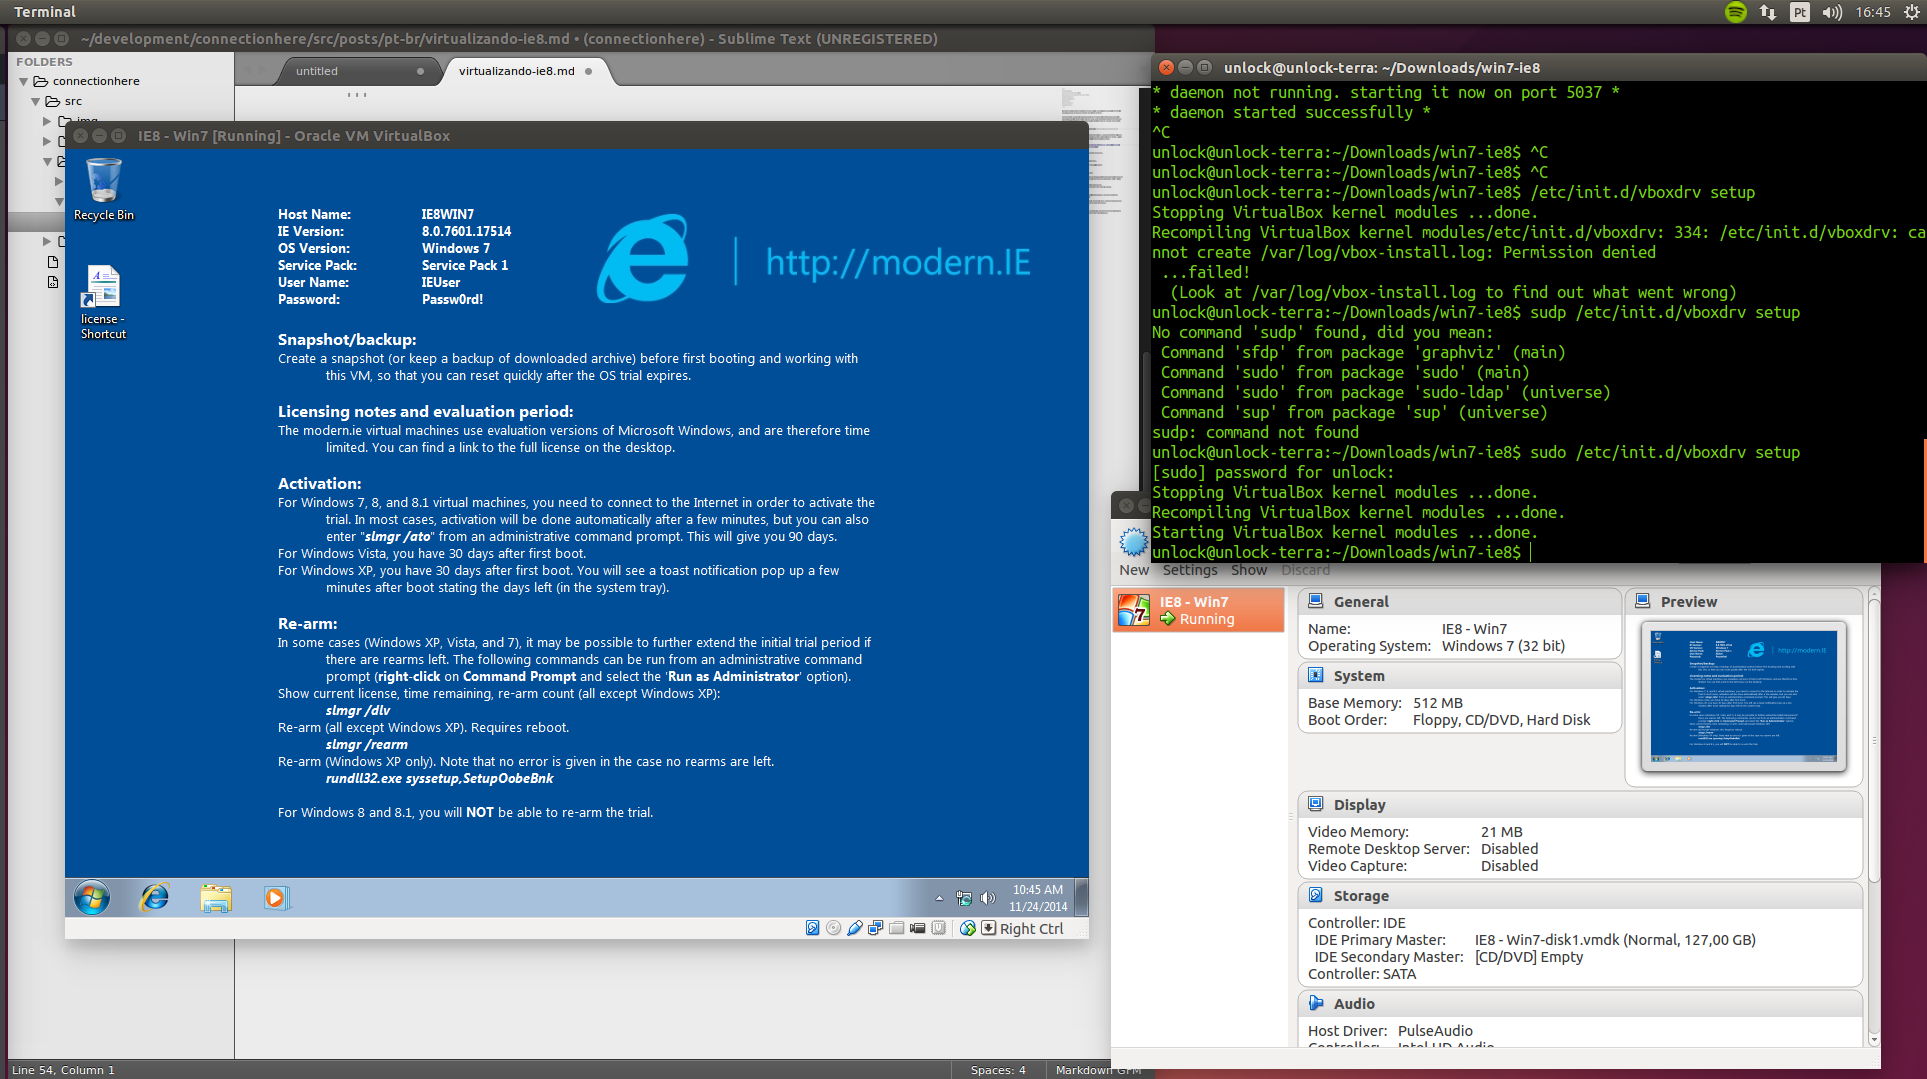 Terminal
Pt
16:45
~/development/connectionhere/src/posts/pt-br/virtualizando-ie8.md • (connectionhere) - Sublime Text (UNREGISTERED)
FOLDERS
connectionhere
src
img
untitled
virtualizando-ie8.md
'''
IE8 - Win7 [Running] - Oracle VM VirtualBox
Recycle Bin
license -
Shortcut
Host Name: IE8WIN7
IE Version: 8.0.7601.17514
OS Version: Windows 7
Service Pack: Service Pack 1
User Name: IEUser
Password: Passw0rd!
http://modern.IE
Snapshot/backup:
Create a snapshot (or keep a backup of downloaded archive) before first booting and working with
this VM, so that you can reset quickly after the OS trial expires.
Licensing notes and evaluation period:
The modern.ie virtual machines use evaluation versions of Microsoft Windows, and are therefore time
limited. You can find a link to the full license on the desktop.
Activation:
For Windows 7, 8, and 8.1 virtual machines, you need to connect to the Internet in order to activate the
trial. In most cases, activation will be done automatically after a few minutes, but you can also
enter "slmgr /ato" from an administrative command prompt. This will give you 90 days.
For Windows Vista, you have 30 days after first boot.
For Windows XP, you have 30 days after first boot. You will see a toast notification pop up a few
minutes after boot stating the days left (in the system tray).
Re-arm:
In some cases (Windows XP, Vista, and 7), it may be possible to further extend the initial trial period if
there are rearms left. The following commands can be run from an administrative command
prompt (right-click on Command Prompt and select the 'Run as Administrator' option).
Show current license, time remaining, re-arm count (all except Windows XP):
slmgr /dlv
Re-arm (all except Windows XP). Requires reboot.
slmgr /rearm
Re-arm (Windows XP only). Note that no error is given in the case no rearms are left.
rundll32.exe syssetup,SetupOobeBnk
For Windows 8 and 8.1, you will NOT be able to re-arm the trial.
10:45 AM
11/24/2014
Right Ctrl
Line 54, Column 1
Spaces: 4
Markdown GFM
unlock@unlock-terra: ~/Downloads/win7-ie8
* daemon not running. starting it now on port 5037 *
* daemon started successfully *
^C
unlock@unlock-terra:~/Downloads/win7-ie8$ ^C
unlock@unlock-terra:~/Downloads/win7-ie8$ ^C
unlock@unlock-terra:~/Downloads/win7-ie8$ /etc/init.d/vboxdrv setup
Stopping VirtualBox kernel modules ...done.
Recompiling VirtualBox kernel modules/etc/init.d/vboxdrv: 334: /etc/init.d/vboxdrv: ca
nnot create /var/log/vbox-install.log: Permission denied
...failed!
(Look at /var/log/vbox-install.log to find out what went wrong)
unlock@unlock-terra:~/Downloads/win7-ie8$ sudp /etc/init.d/vboxdrv setup
No command 'sudp' found, did you mean:
Command 'sfdp' from package 'graphviz' (main)
Command 'sudo' from package 'sudo' (main)
Command 'sudo' from package 'sudo-ldap' (universe)
Command 'sup' from package 'sup' (universe)
sudp: command not found
unlock@unlock-terra:~/Downloads/win7-ie8$ sudo /etc/init.d/vboxdrv setup
[sudo] password for unlock:
Stopping VirtualBox kernel modules ...done.
Recompiling VirtualBox kernel modules ...done.
Starting VirtualBox kernel modules ...done.
unlock@unlock-terra:~/Downloads/win7-ie8$
New Settings Show Discard
IE8 - Win7
Running
General
Name: IE8 - Win7
Operating System: Windows 7 (32 bit)
System
Base Memory: 512 MB
Boot Order: Floppy, CD/DVD, Hard Disk
Preview
http://modern.IE
Display
Video Memory: 21 MB
Remote Desktop Server: Disabled
Video Capture: Disabled
Storage
Controller: IDE
IDE Primary Master: IE8 - Win7-disk1.vmdk (Normal, 127,00 GB)
IDE Secondary Master: [CD/DVD] Empty
Controller: SATA
Audio
Host Driver: PulseAudio
Controller: Intel HD Audio